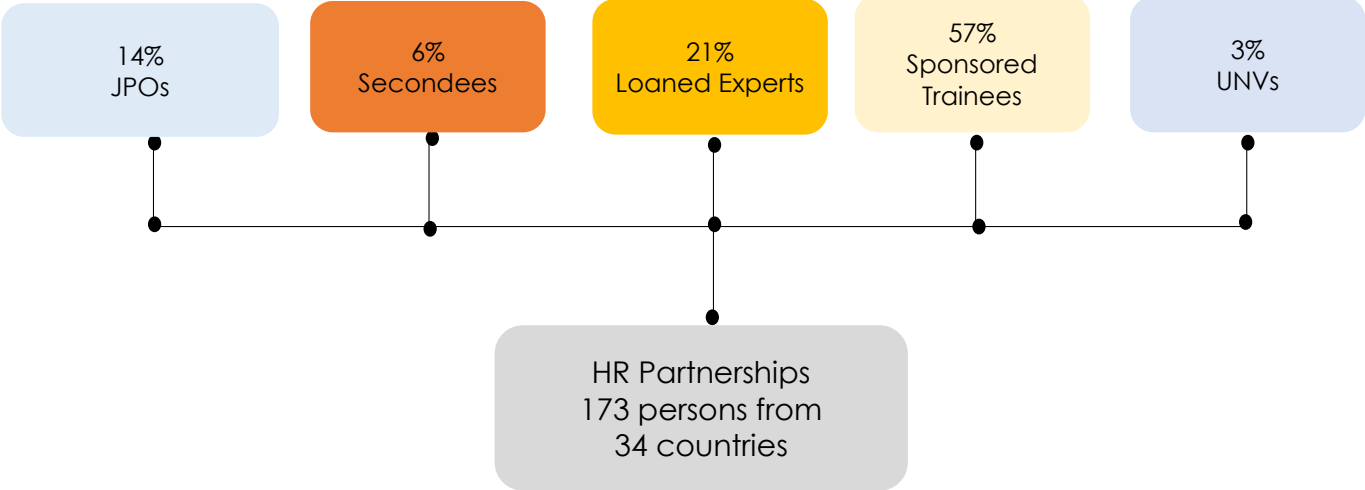 14%
JPOs
6%
Secondees
21%
Loaned Experts
57%
Sponsored
Trainees
3%
UNVs
HR Partnerships
173 persons from
34 countries